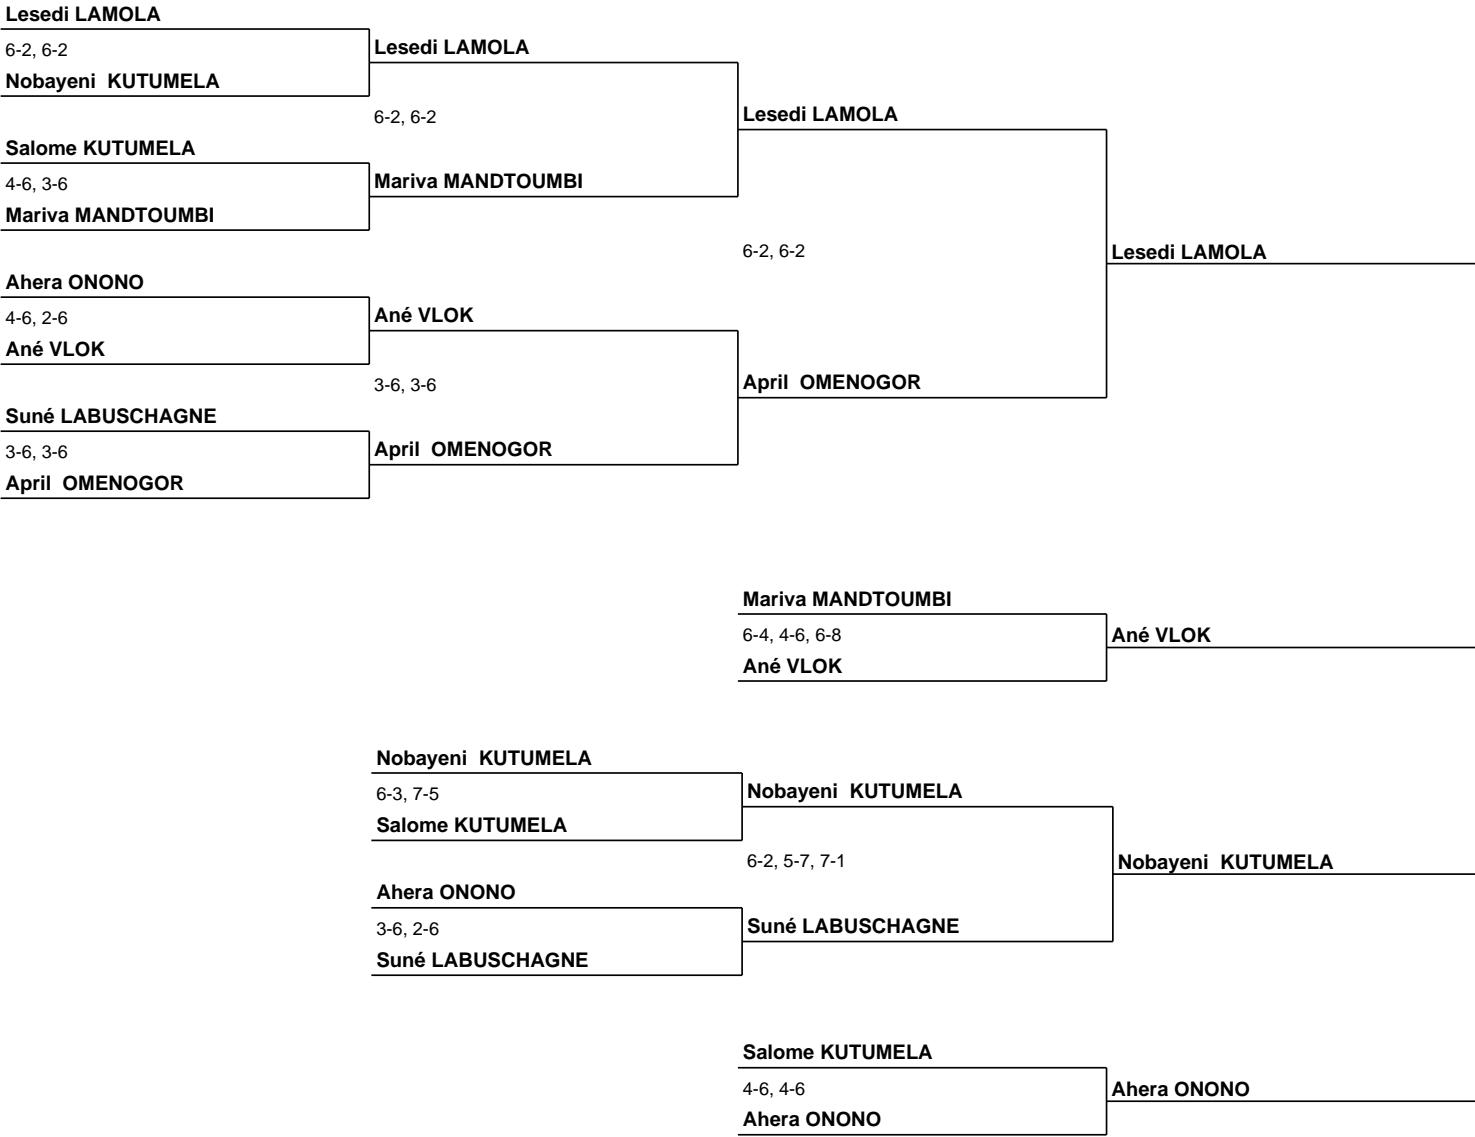 Lesedi LAMOLA
6-2, 6-2
Lesedi LAMOLA
Nobayeni KUTUMELA
6-2, 6-2
Lesedi LAMOLA
Salome KUTUMELA
4-6, 3-6
Mariva MANDTOUMBI
Mariva MANDTOUMBI
6-2, 6-2
Lesedi LAMOLA
Ahera ONONO
4-6, 2-6
Ané VLOK
Ané VLOK
3-6, 3-6
April OMENOGOR
Suné LABUSCHAGNE
3-6, 3-6
April OMENOGOR
April OMENOGOR
Mariva MANDTOUMBI
6-4, 4-6, 6-8
Ané VLOK
Ané VLOK
Nobayeni KUTUMELA
6-3, 7-5
Nobayeni KUTUMELA
Salome KUTUMELA
6-2, 5-7, 7-1
Nobayeni KUTUMELA
Ahera ONONO
3-6, 2-6
Suné LABUSCHAGNE
Suné LABUSCHAGNE
Salome KUTUMELA
4-6, 4-6
Ahera ONONO
Ahera ONONO